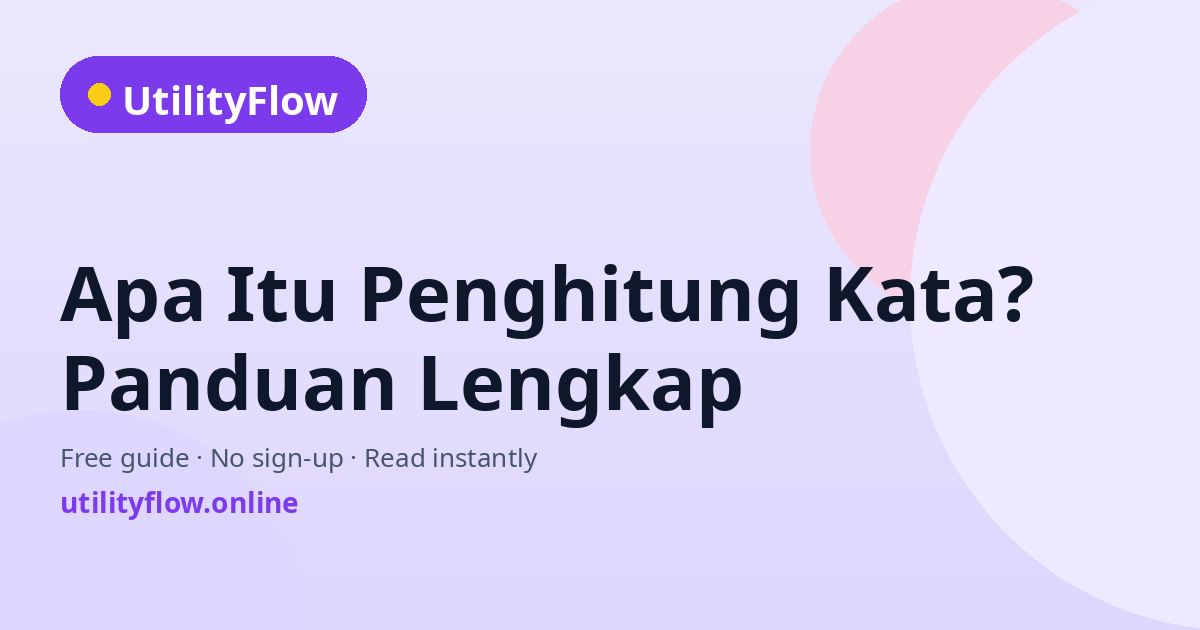 UtilityFlow
Apa Itu Penghitung Kata?
Panduan Lengkap
Free guide · No sign-up · Read instantly
utilityflow.online